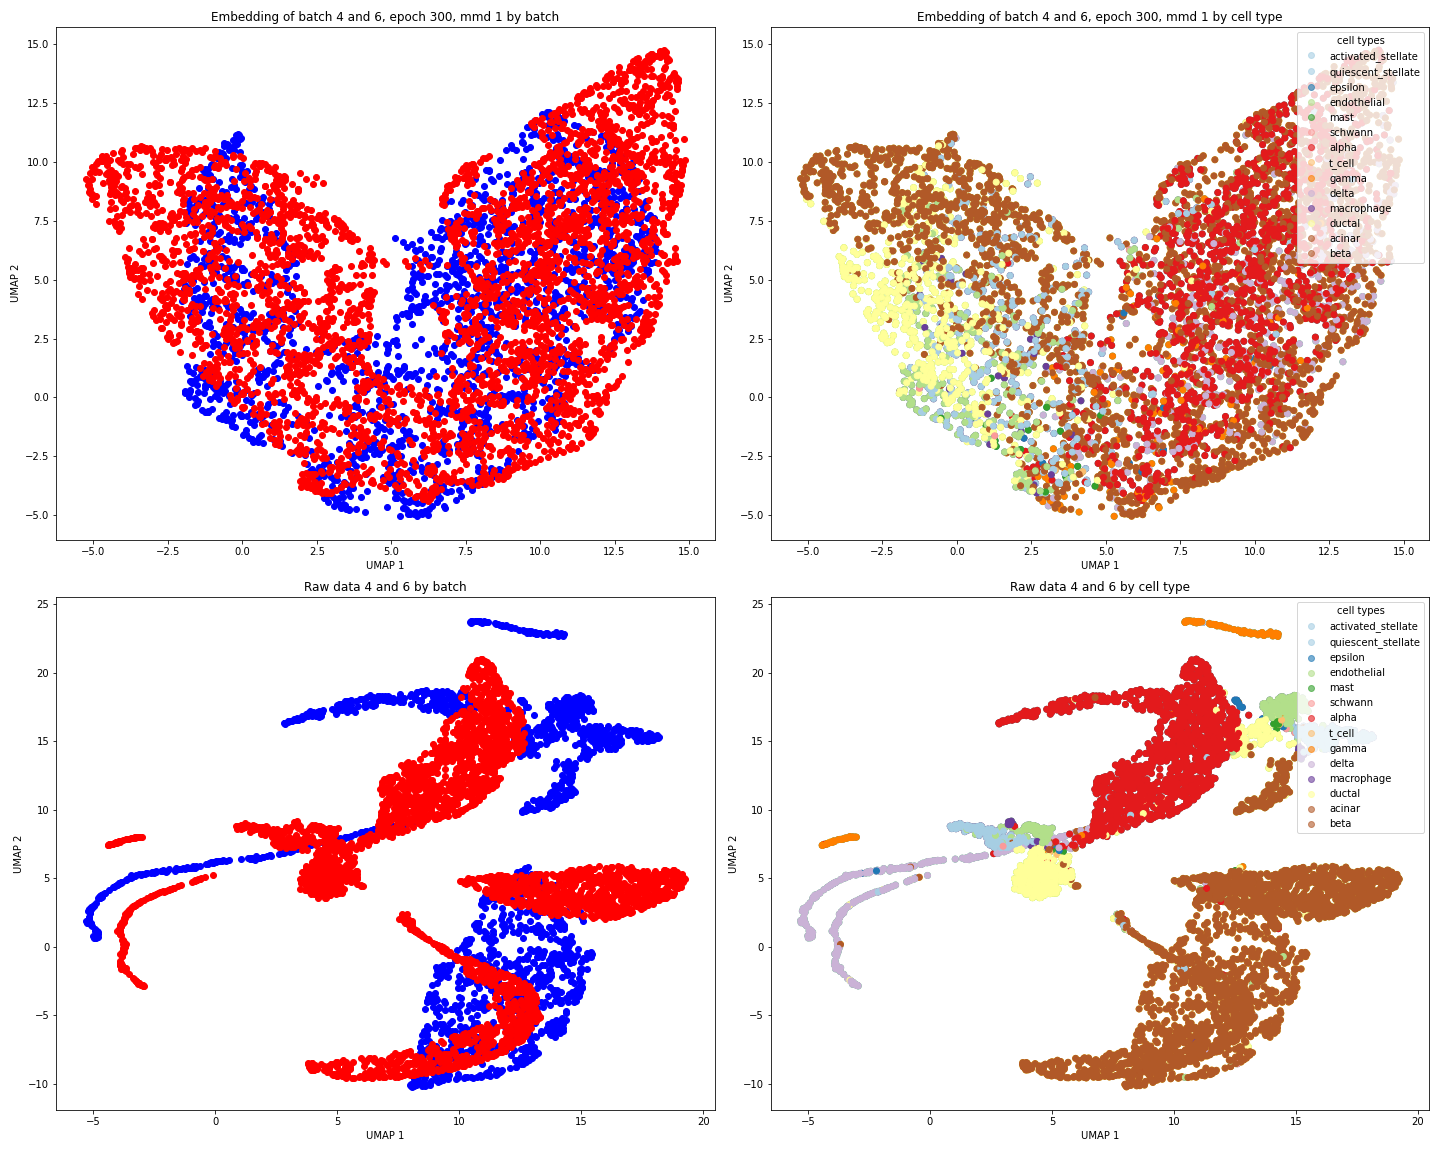 Embedding of batch 4 and 6, epoch 300, mmd 1 by batch
15.0
12.5
10.0
7.5
5.0
2.5
0.0
−2.5
−5.0
UMAP 2
−5.0 −2.5 0.0 2.5 5.0 7.5 10.0 12.5 15.0
UMAP 1
Embedding of batch 4 and 6, epoch 300, mmd 1 by cell type
15.0
12.5
10.0
7.5
5.0
2.5
0.0
−2.5
−5.0
UMAP 2
cell types
activated_stellate
quiescent_stellate
epsilon
endothelial
mast
schwann
alpha
t_cell
gamma
delta
macrophage
ductal
acinar
beta
−5.0 −2.5 0.0 2.5 5.0 7.5 10.0 12.5 15.0
UMAP 1
Raw data 4 and 6 by batch
25
20
15
10
5
0
−5
−10
UMAP 2
−5 0 5 10 15 20
UMAP 1
Raw data 4 and 6 by cell type
25
20
15
10
5
0
−5
−10
UMAP 2
cell types
activated_stellate
quiescent_stellate
epsilon
endothelial
mast
schwann
alpha
t_cell
gamma
delta
macrophage
ductal
acinar
beta
−5 0 5 10 15 20
UMAP 1